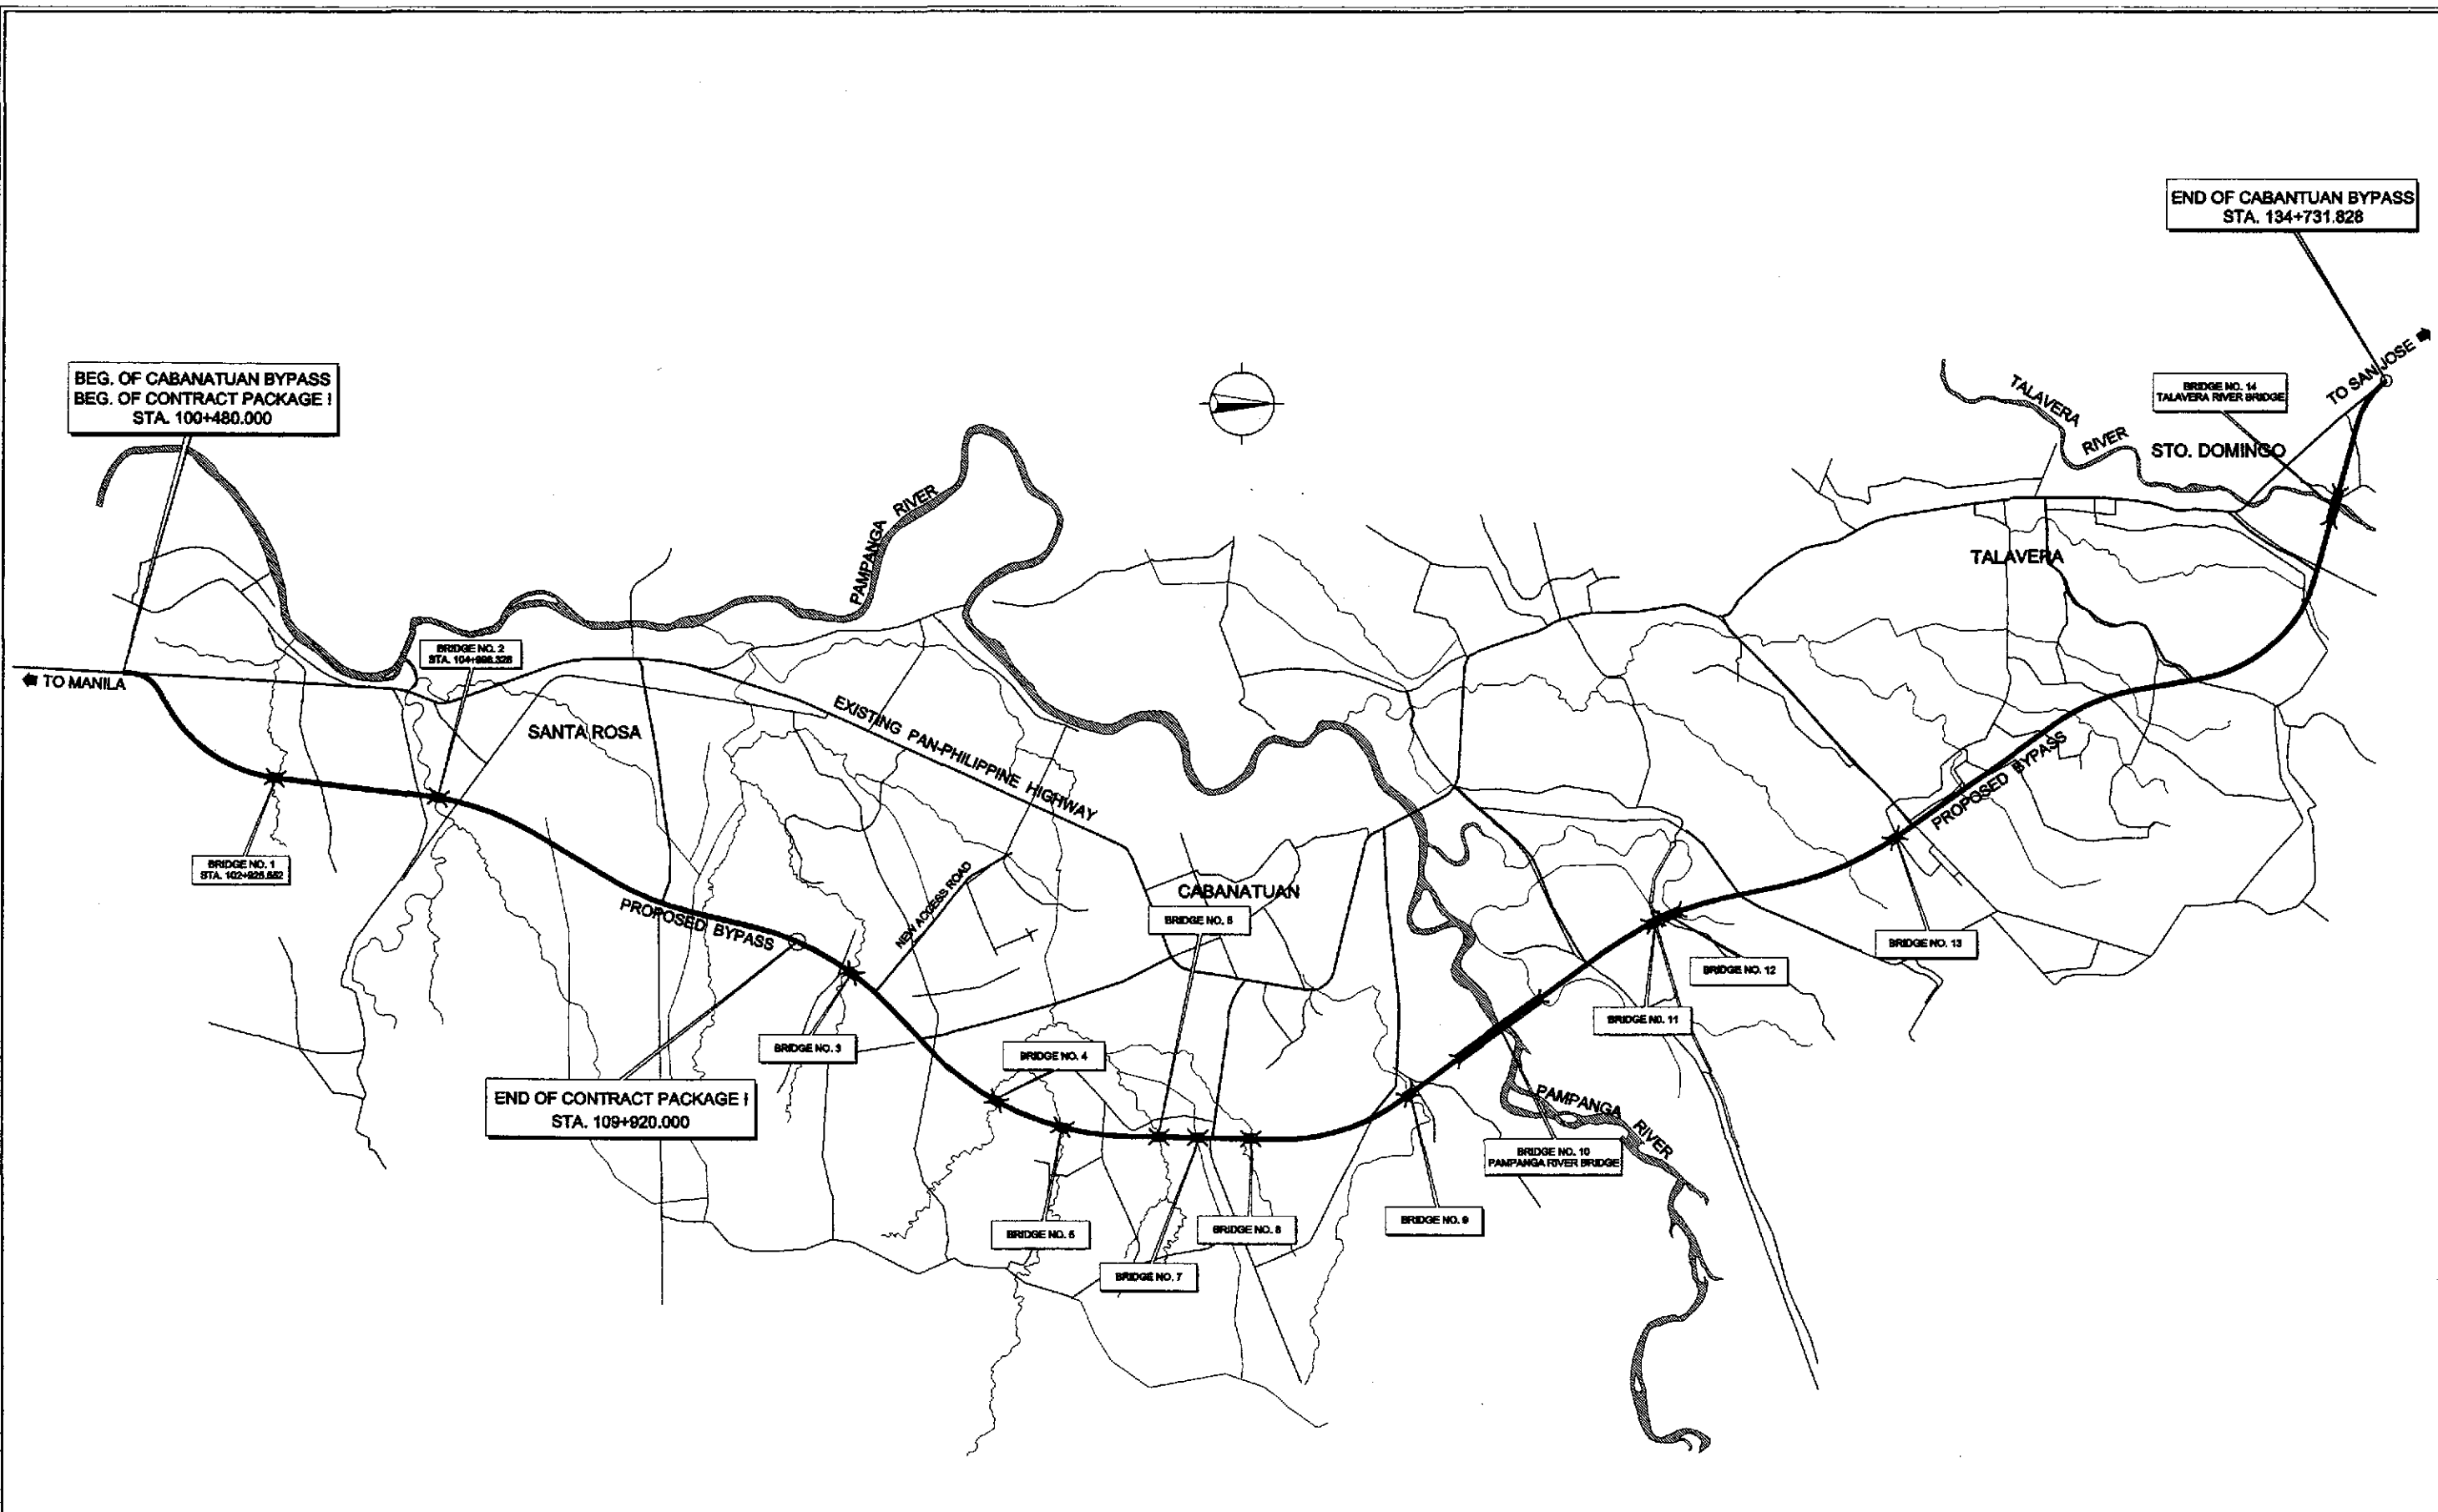 END OF CABANTUAN BYPASS
STA. 134+731.828
TO SAN JOSE
BRIDGE NO. 14
TALAVERA RIVER BRIDGE
TALAVERA
RIVER
STO. DOMINGO
BEG. OF CABANATUAN BYPASS
BEG. OF CONTRACT PACKAGE I
STA. 100+480.000
PAMPANGA RIVER
TALAVERA
BRIDGE NO. 2
TO MANILA
SANTA ROSA
EXISTING PAN-PHILIPPINE HIGHWAY
PROPOSED BYPASS
BRIDGE NO. 1
NEW ACCESS ROAD
CABANATUAN
PROPOSED BYPASS
BRIDGE NO. 13
BRIDGE NO. 12
BRIDGE NO. 11
BRIDGE NO. 3
BRIDGE NO. 4
END OF CONTRACT PACKAGE I
STA. 109+920.000
PAMPANGA RIVER
BRIDGE NO. 10
PAMPANGA RIVER BRIDGE
BRIDGE NO. 9
BRIDGE NO. 8
BRIDGE NO. 7